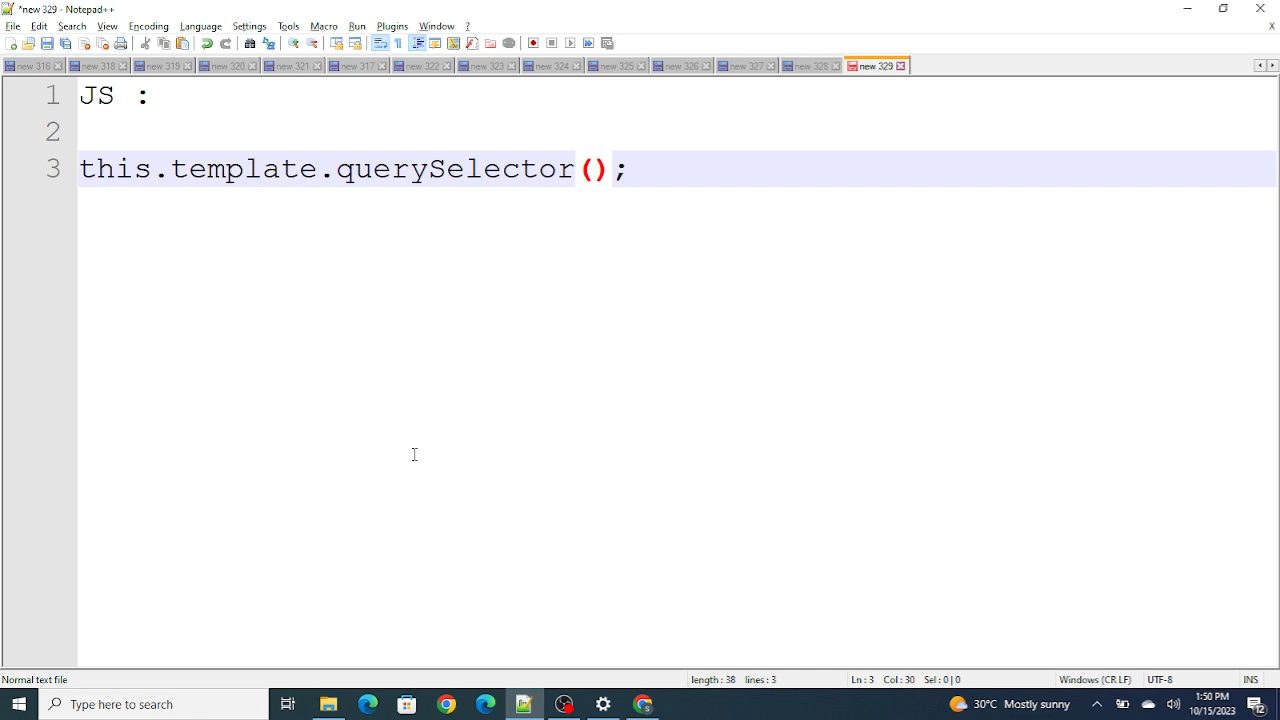 *new 329 - Notepad++
File Edit Search View Encoding Language Settings Tools Macro Run Plugins Window ?
new 316 new 318 new 319 new 320 new 321 new 317 new 322 new 323 new 324 new 325 new 326 new 327 new 328 new 329
1 JS :
2
3 this.template.querySelector();
Normal text file length : 38 lines : 3 Ln : 3 Col : 30 Sel : 0 | 0 Windows (CR LF) UTF-8 INS
Type here to search 30°C Mostly sunny 1:50 PM
10/15/2023 12